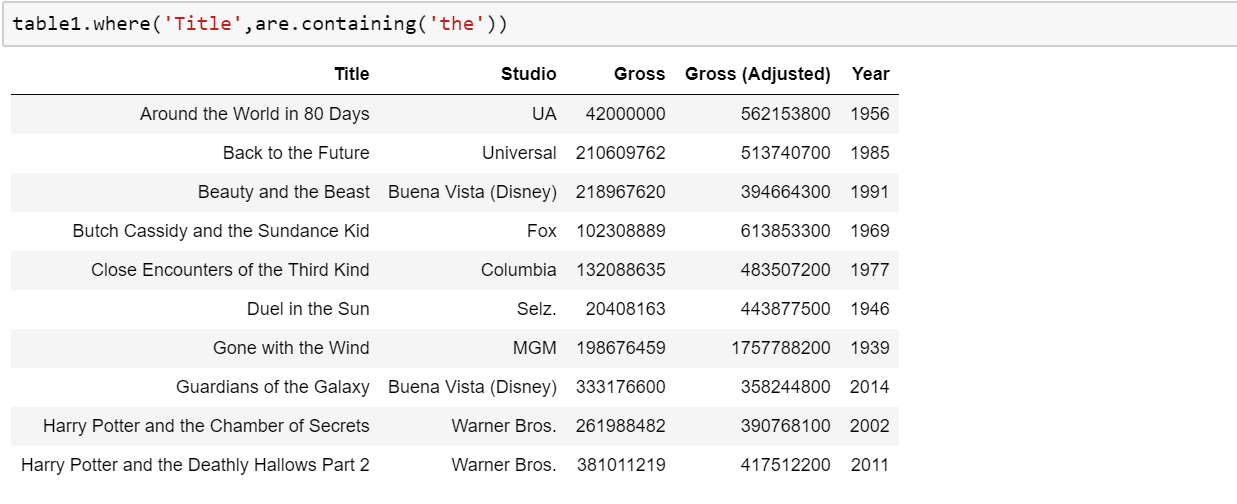 table1.where('Title',are.containing('the'))
Title Studio Gross Gross (Adjusted) Year
Around the World in 80 Days UA 42000000 562153800 1956
Back to the Future Universal 210609762 513740700 1985
Beauty and the Beast Buena Vista (Disney) 218967620 394664300 1991
Butch Cassidy and the Sundance Kid Fox 102308889 613853300 1969
Close Encounters of the Third Kind Columbia 132088635 483507200 1977
Duel in the Sun Selz. 20408163 443877500 1946
Gone with the Wind MGM 198676459 1757788200 1939
Guardians of the Galaxy Buena Vista (Disney) 333176600 358244800 2014
Harry Potter and the Chamber of Secrets Warner Bros. 261988482 390768100 2002
Harry Potter and the Deathly Hallows Part 2 Warner Bros. 381011219 417512200 2011